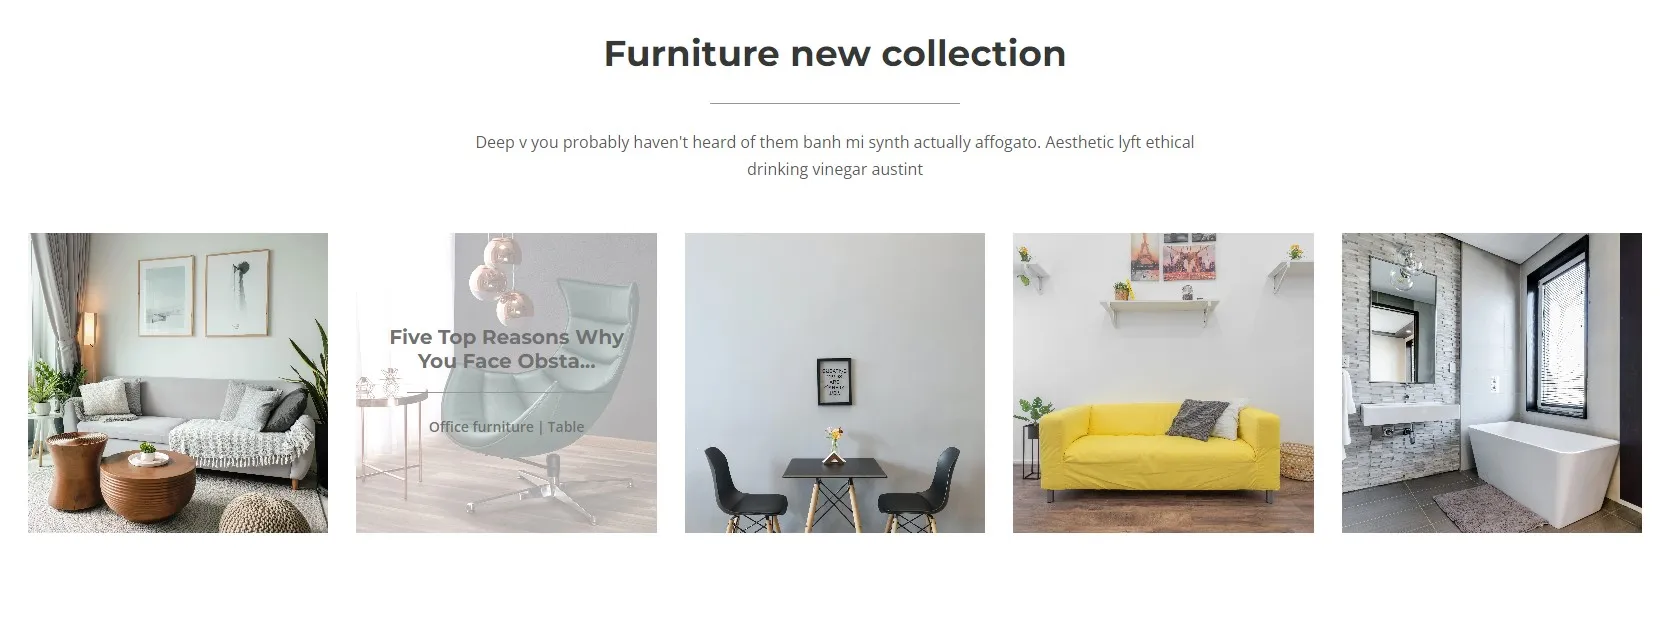 Furniture new collection
Deep v you probably haven't heard of them banh mi synth actually affogato. Aesthetic lyft ethical
drinking vinegar austint
Five Top Reasons Why
You Face Obsta...
Office furniture | Table